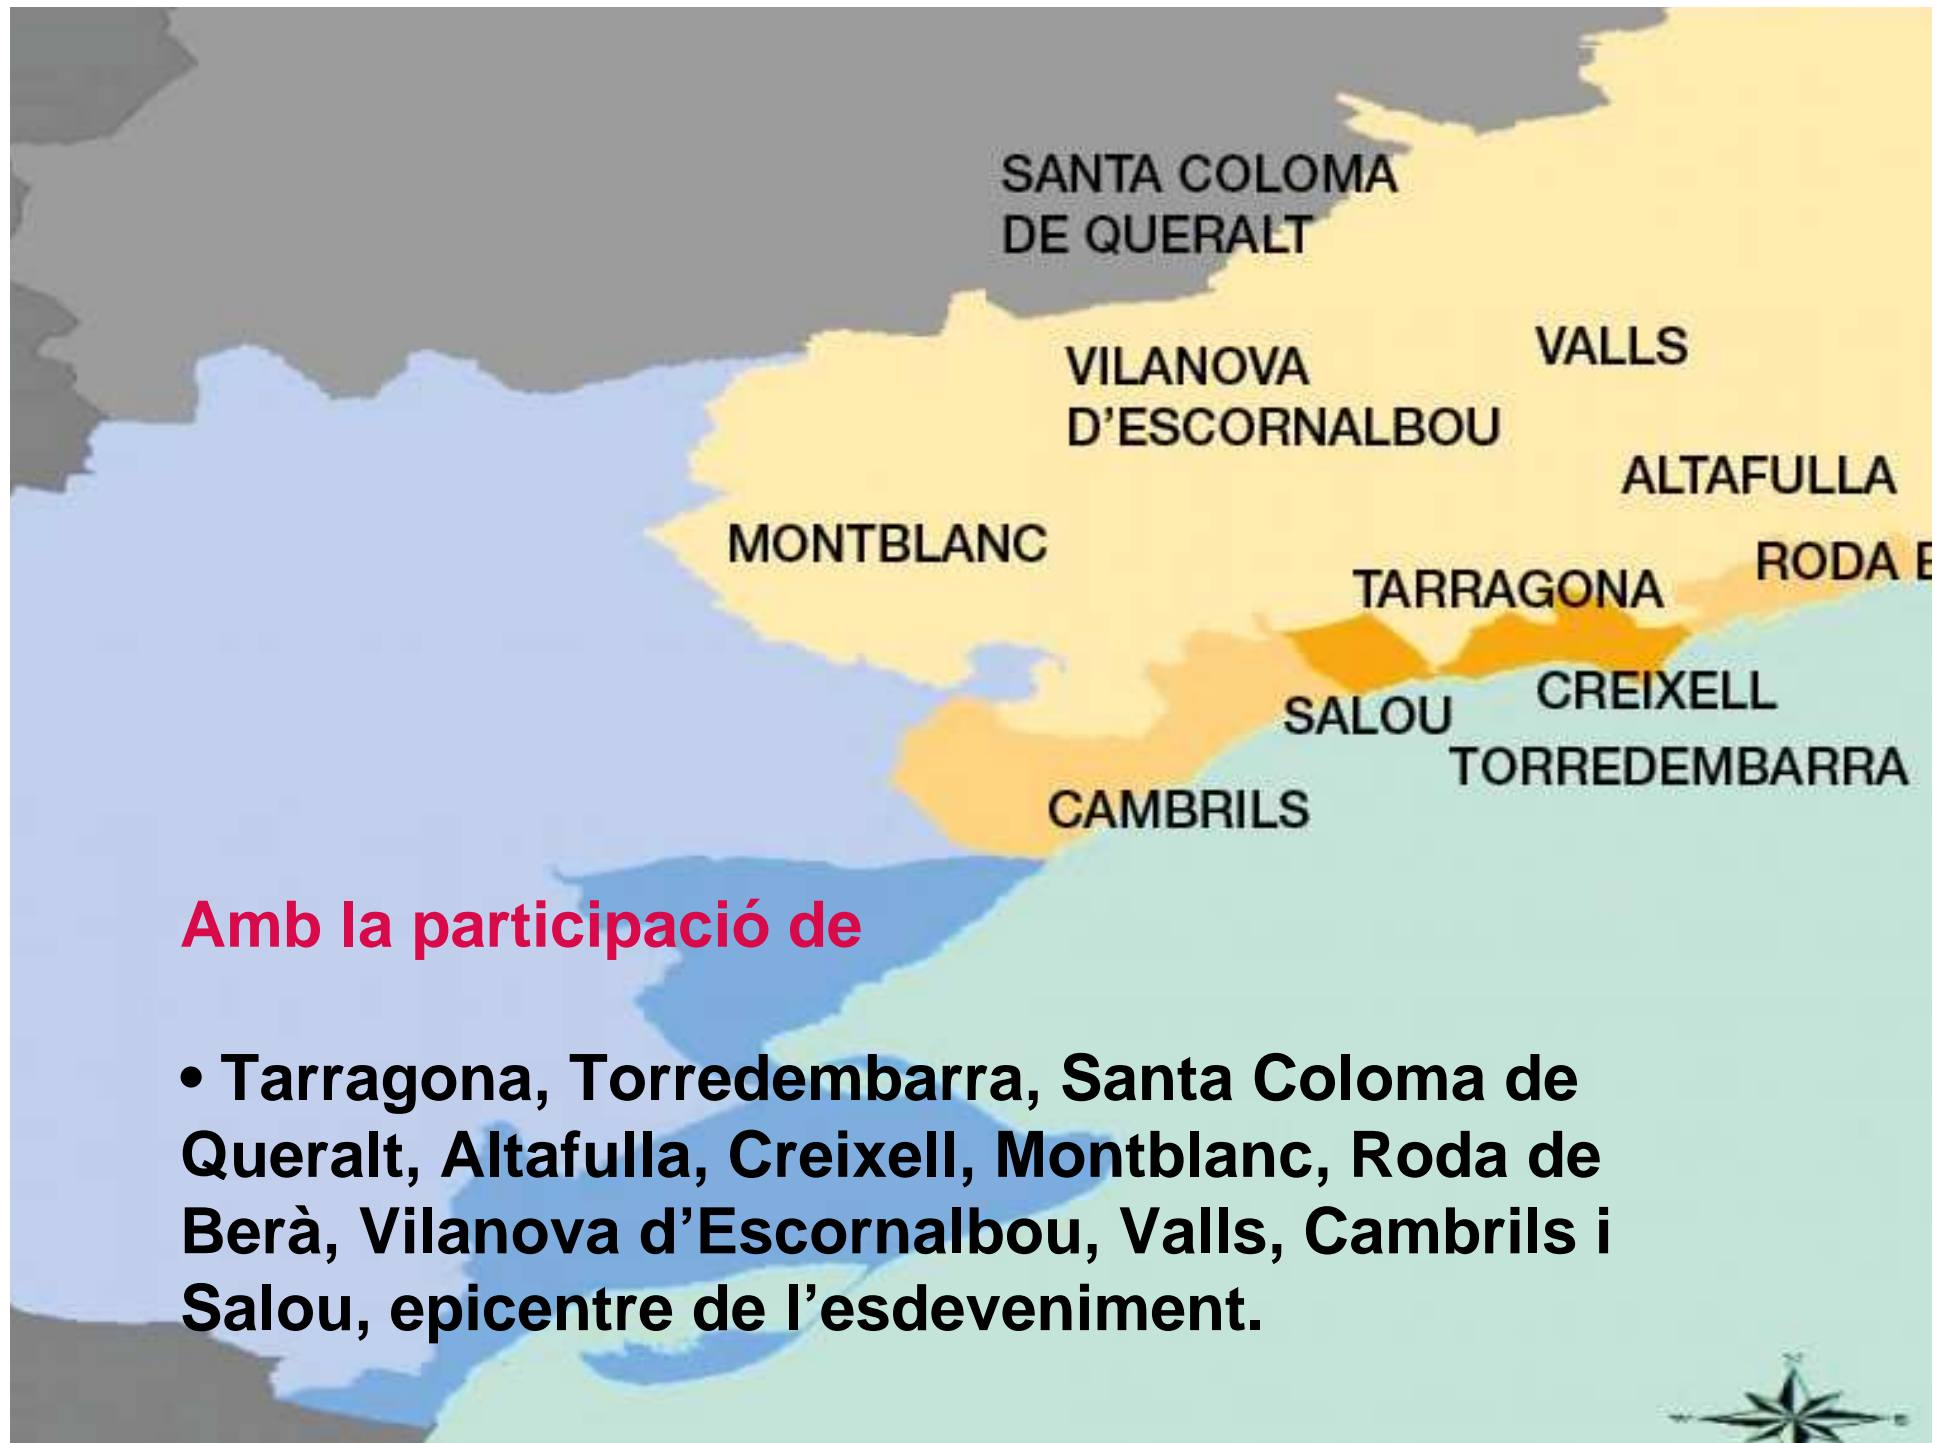 SANTA COLOMA
DE QUERALT
VILANOVA
D’ESCORNALBOU
VALLS
ALTAFULLA
MONTBLANC
RODA
TARRAGONA
CREIXELL
SALOU
TORREDEMBARRA
CAMBRILS
Amb la participació de
• Tarragona, Torredembarra, Santa Coloma de
Queralt, Altafulla, Creixell, Montblanc, Roda de
Berà, Vilanova d’Escornalbou, Valls, Cambrils i
Salou, epicentre de l’esdeveniment.